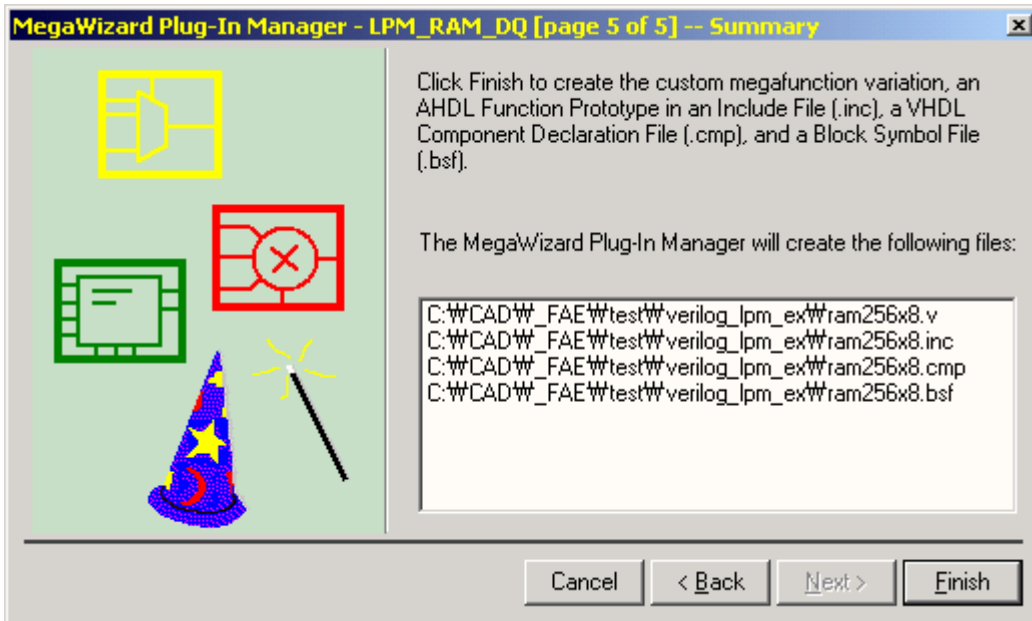 MegaWizard Plug-In Manager - LPM_RAM_DQ [page 5 of 5] -- Summary
Click Finish to create the custom megafunction variation, an
AHDL Function Prototype in an Include File (.inc), a VHDL
Component Declaration File (.cmp), and a Block Symbol File
(.bsf).
The MegaWizard Plug-In Manager will create the following files:
C:₩CAD₩_FAE₩test₩verilog_lpm_ex₩ram256x8.v
C:₩CAD₩_FAE₩test₩verilog_lpm_ex₩ram256x8.inc
C:₩CAD₩_FAE₩test₩verilog_lpm_ex₩ram256x8.cmp
C:₩CAD₩_FAE₩test₩verilog_lpm_ex₩ram256x8.bsf
Cancel < Back Next > Finish